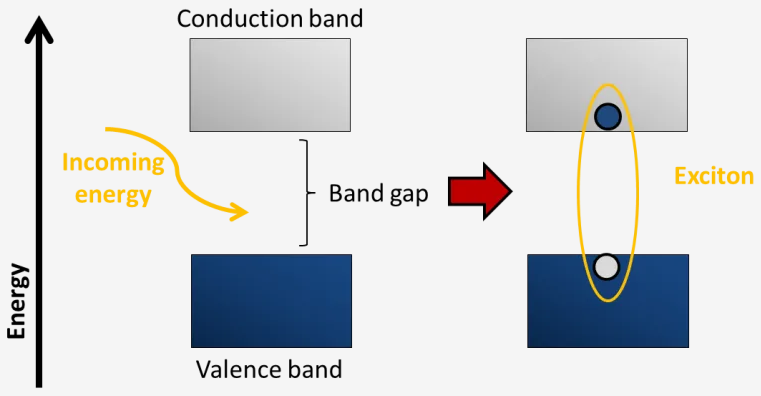 Conduction band
Incoming
energy
Band gap
Exciton
Energy
Valence band